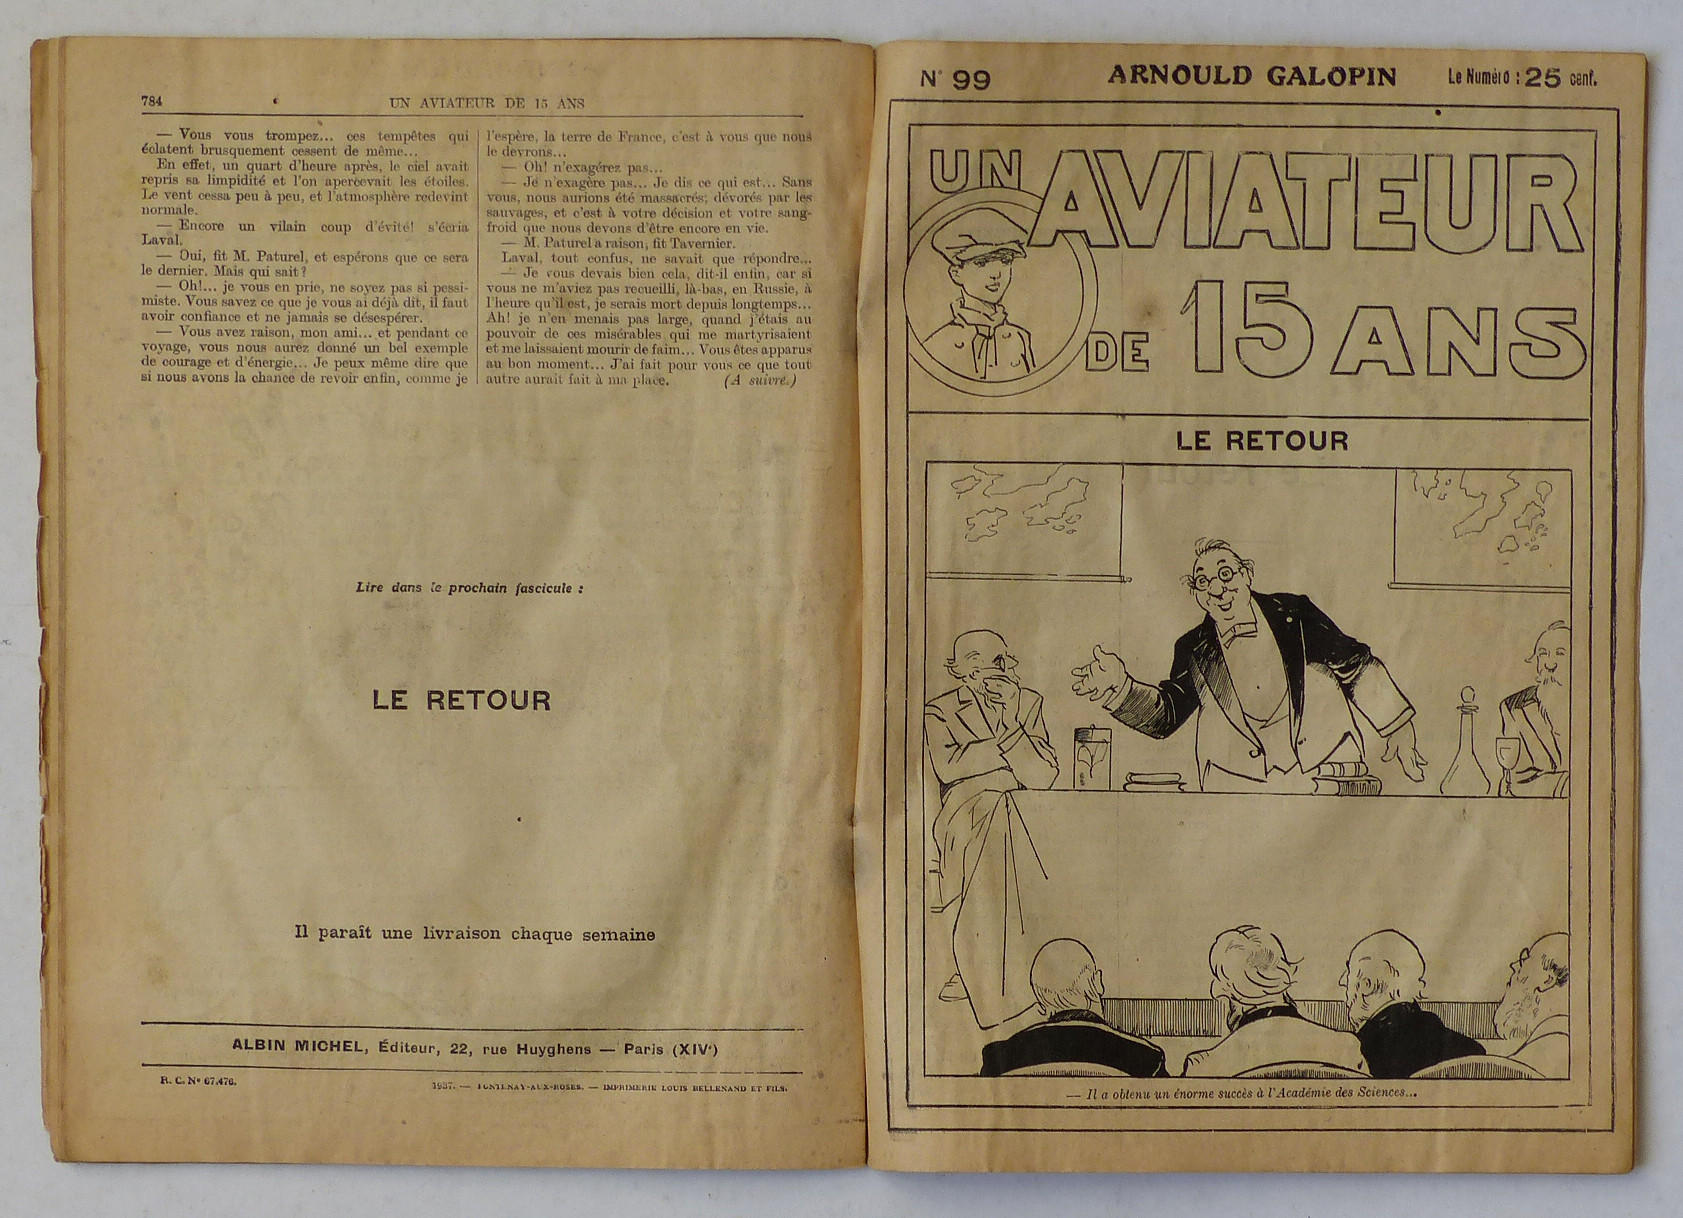 784
UN AVIATEUR DE 15 ANS
— Vous vous trompez... ces tempêtes qui
éclatent brusquement cessent de même...
En effet, un quart d'heure après, le ciel avait
repris sa limpidité et l'on apercevait les étoiles.
Le vent cessa peu à peu, et l'atmosphère redevint
normale.
— Encore un vilain coup d'évité! s'écria
Laval.
— Oui, fit M. Paturel, et espérons que ce sera
le dernier. Mais qui sait?
— Oh!... je vous en prie, ne soyez pas si pessi-
miste. Vous savez ce que je vous ai déjà dit, il faut
avoir confiance et ne jamais se désespérer.
— Vous avez raison, mon ami... et pendant ce
voyage, vous nous aurez donné un bel exemple
de courage et d'énergie... Je peux même dire que
si nous avons la chance de revoir enfin, comme je
l'espère, la terre de France, c'est à vous que nous
le devrons...
— Oh! n'exagérez pas...
— Je n'exagère pas... Je dis ce qui est... Sans
vous, nous aurions été massacrés; dévorés par les
sauvages, et c'est à votre décision et votre sang-
froid que nous devons d'être encore en vie.
— M. Paturel a raison, fit Tavernier.
Laval, tout confus, ne savait que répondre...
— Je vous devais bien cela, dit-il enfin, car si
vous ne m'aviez pas recueilli, là-bas, en Russie, à
l'heure qu'il est, je serais mort depuis longtemps...
Ah! je n'en menais pas large, quand j'étais au
pouvoir de ces misérables qui me martyrisaient
et me laissaient mourir de faim... Vous êtes apparus
au bon moment... J'ai fait pour vous ce que tout
autre aurait fait à ma place. (A suivre.)
Lire dans le prochain fascicule :
LE RETOUR
Il paraît une livraison chaque semaine
ALBIN MICHEL, Éditeur, 22, rue Huyghens — Paris (XIVe)
R. C. No 67.476.
1937. — FONTENAY-AUX-ROSES. — IMPRIMERIE LOUIS BELLENAND ET FILS.
No 99
ARNOULD GALOPIN
Le Numéro : 25 cent.
UN AVIATEUR
DE 15 ANS
LE RETOUR
— Il a obtenu un énorme succès à l'Académie des Sciences...